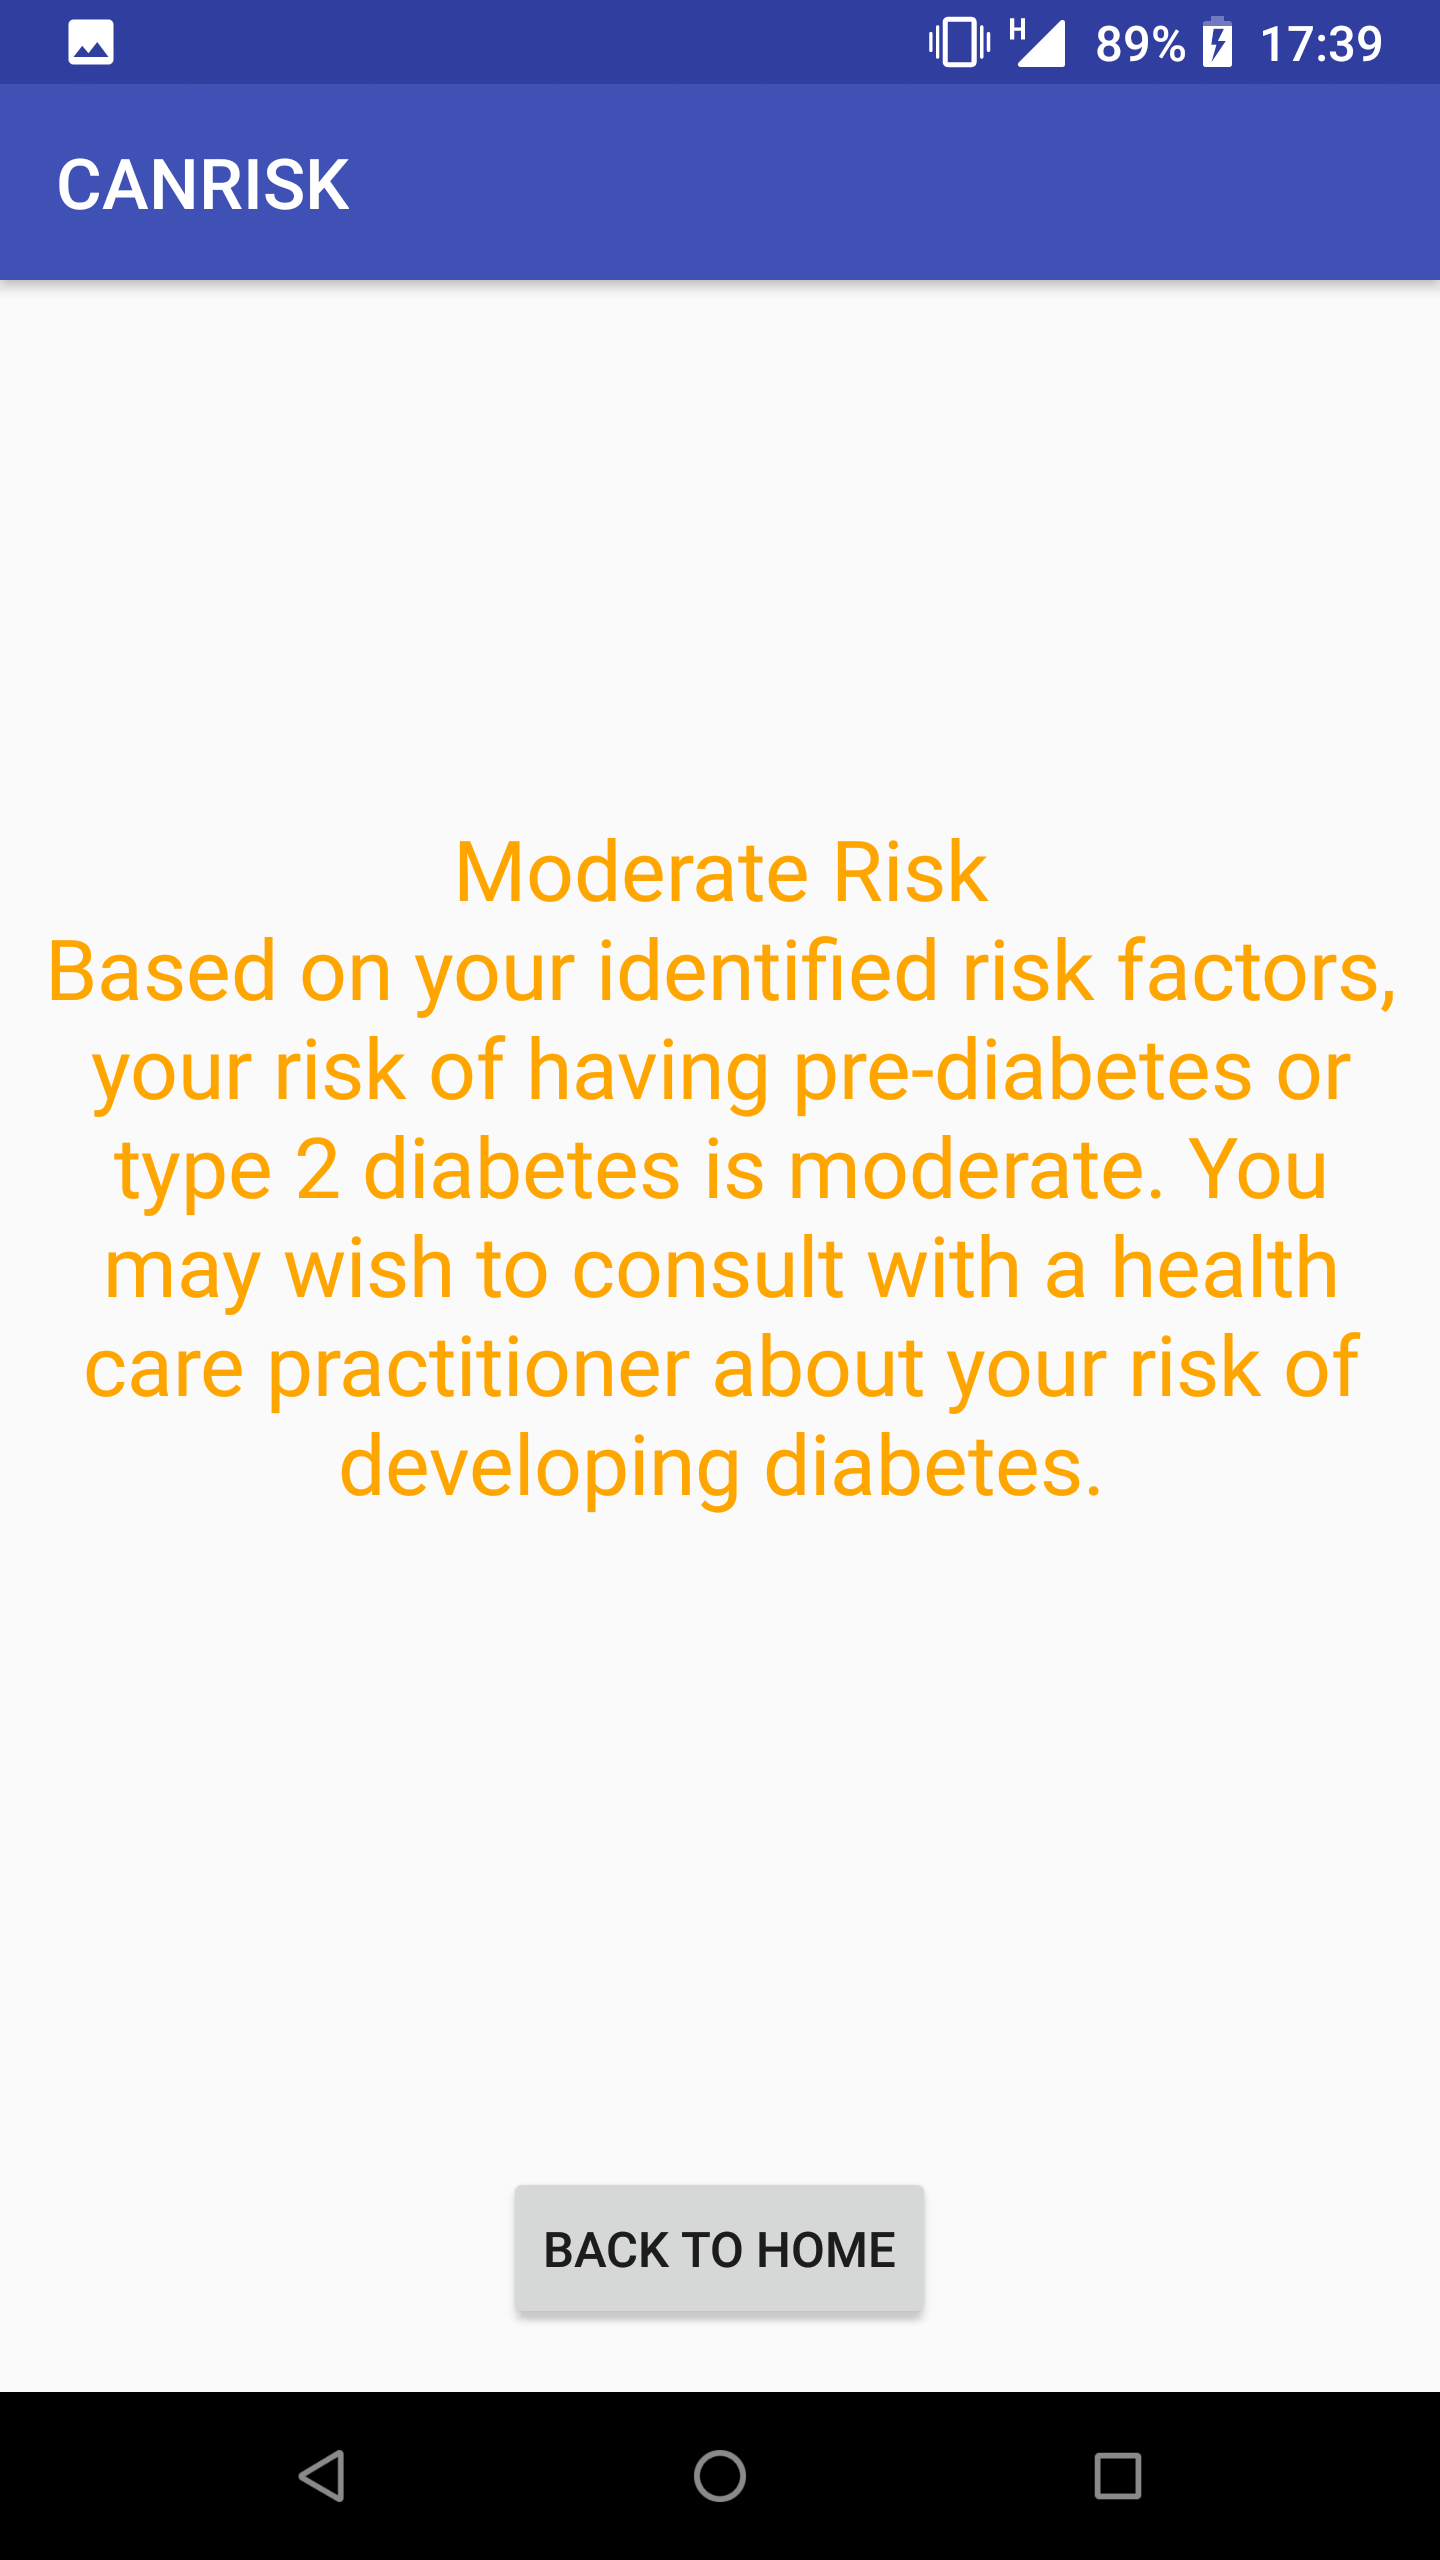 H 89% 17:39
CANRISK
Moderate Risk
Based on your identified risk factors,
your risk of having pre-diabetes or
type 2 diabetes is moderate. You
may wish to consult with a health
care practitioner about your risk of
developing diabetes.
BACK TO HOME